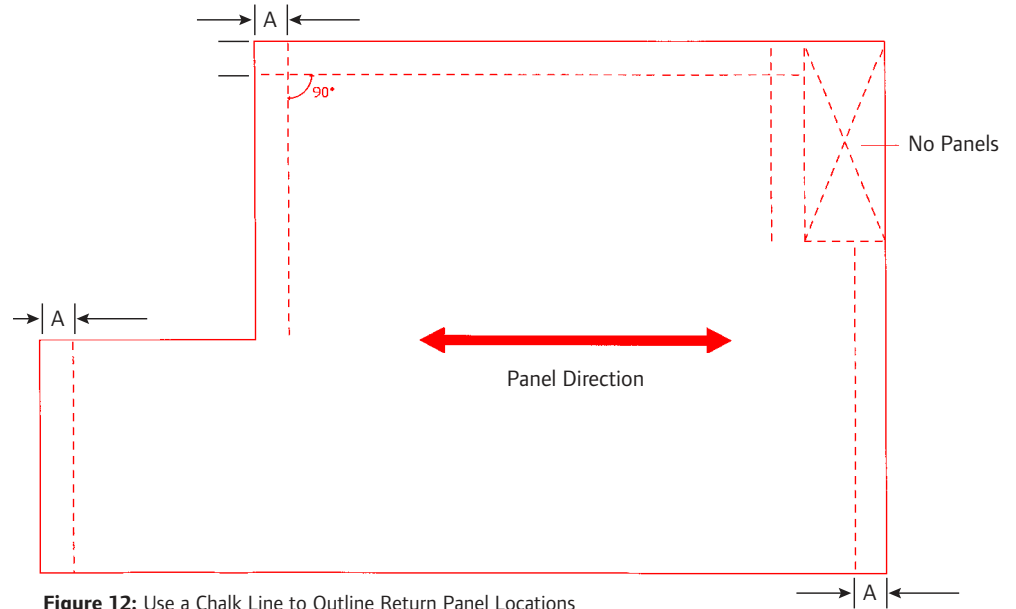 A
90°
No Panels
A
Panel Direction
A
Figure 12: Use a Chalk Line to Outline Return Panel Locations